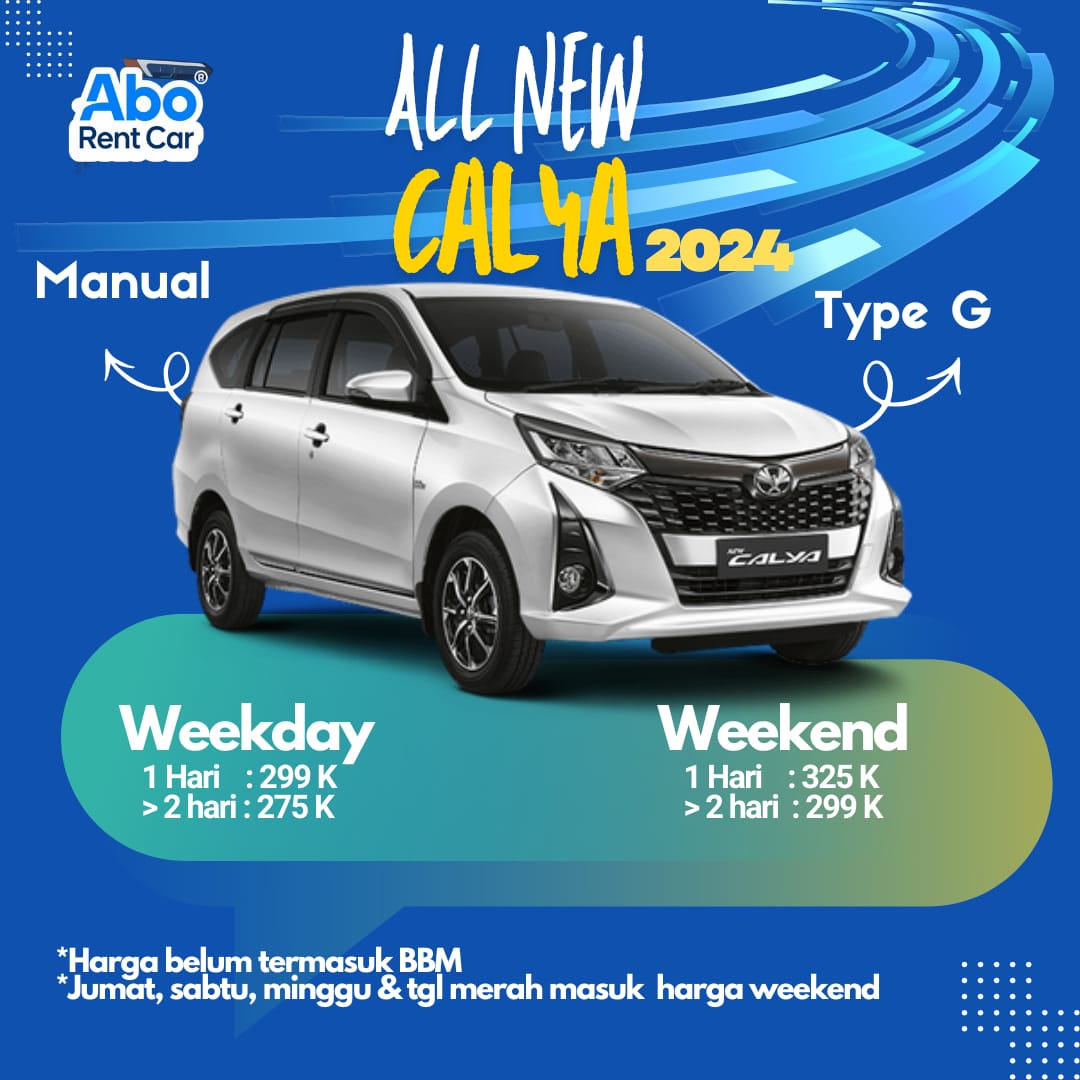 Abo ®
Rent Car
ALL NEW
CALYA 2024
Manual
Type G
NEW CALYA
Weekday
1 Hari : 299 K
> 2 hari : 275 K
Weekend
1 Hari : 325 K
> 2 hari : 299 K
*Harga belum termasuk BBM
*Jumat, sabtu, minggu & tgl merah masuk harga weekend